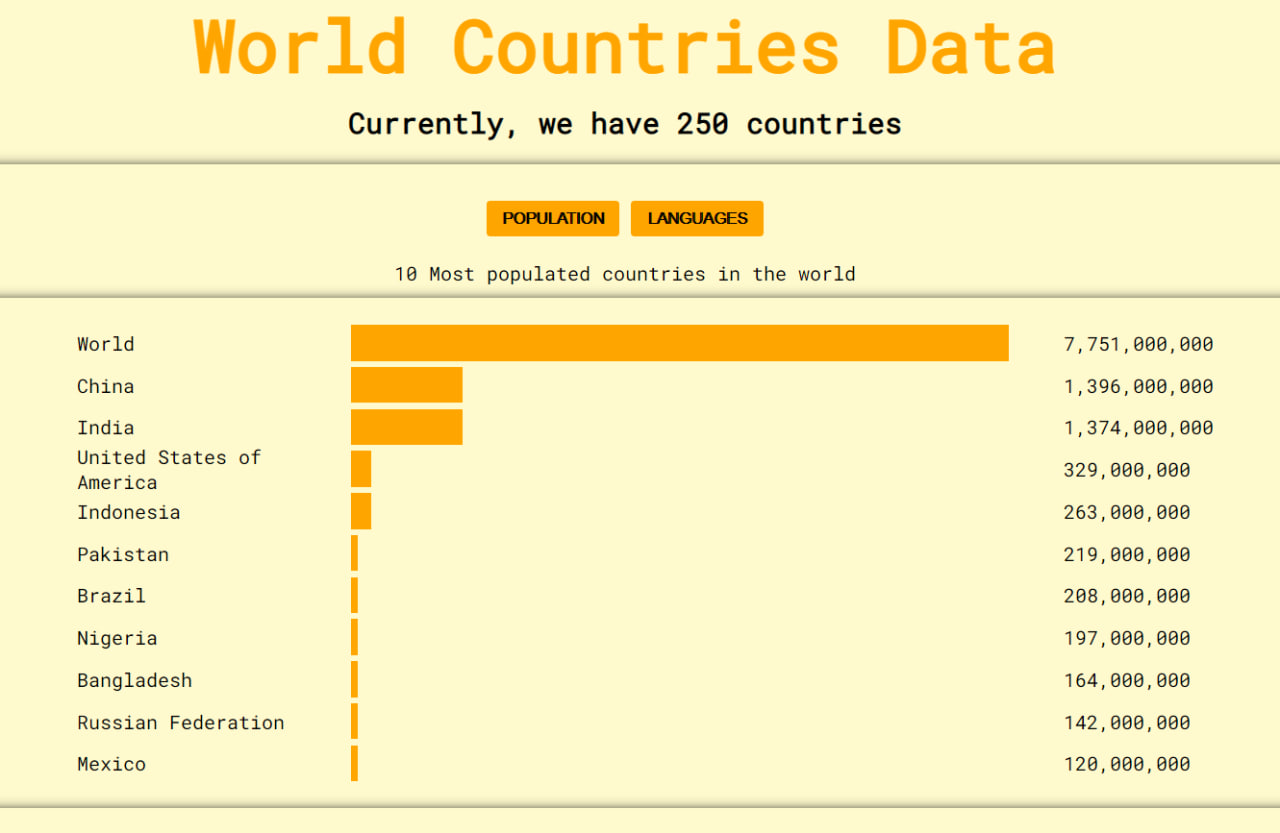 World Countries Data
Currently, we have 250 countries
POPULATION LANGUAGES
10 Most populated countries in the world
World 7,751,000,000
China 1,396,000,000
India 1,374,000,000
United States of
America 329,000,000
Indonesia 263,000,000
Pakistan 219,000,000
Brazil 208,000,000
Nigeria 197,000,000
Bangladesh 164,000,000
Russian Federation 142,000,000
Mexico 120,000,000